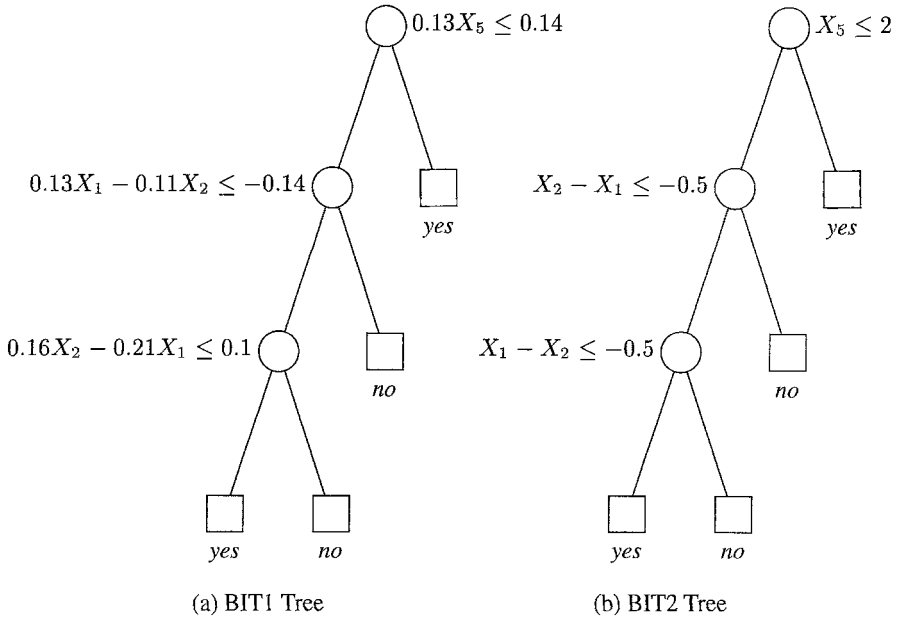 0.13X₅ ≤ 0.14
X₅ ≤ 2
0.13X₁ − 0.11X₂ ≤ −0.14
yes
X₂ − X₁ ≤ −0.5
yes
0.16X₂ − 0.21X₁ ≤ 0.1
no
X₁ − X₂ ≤ −0.5
no
yes
no
yes
no
(a) BIT1 Tree
(b) BIT2 Tree